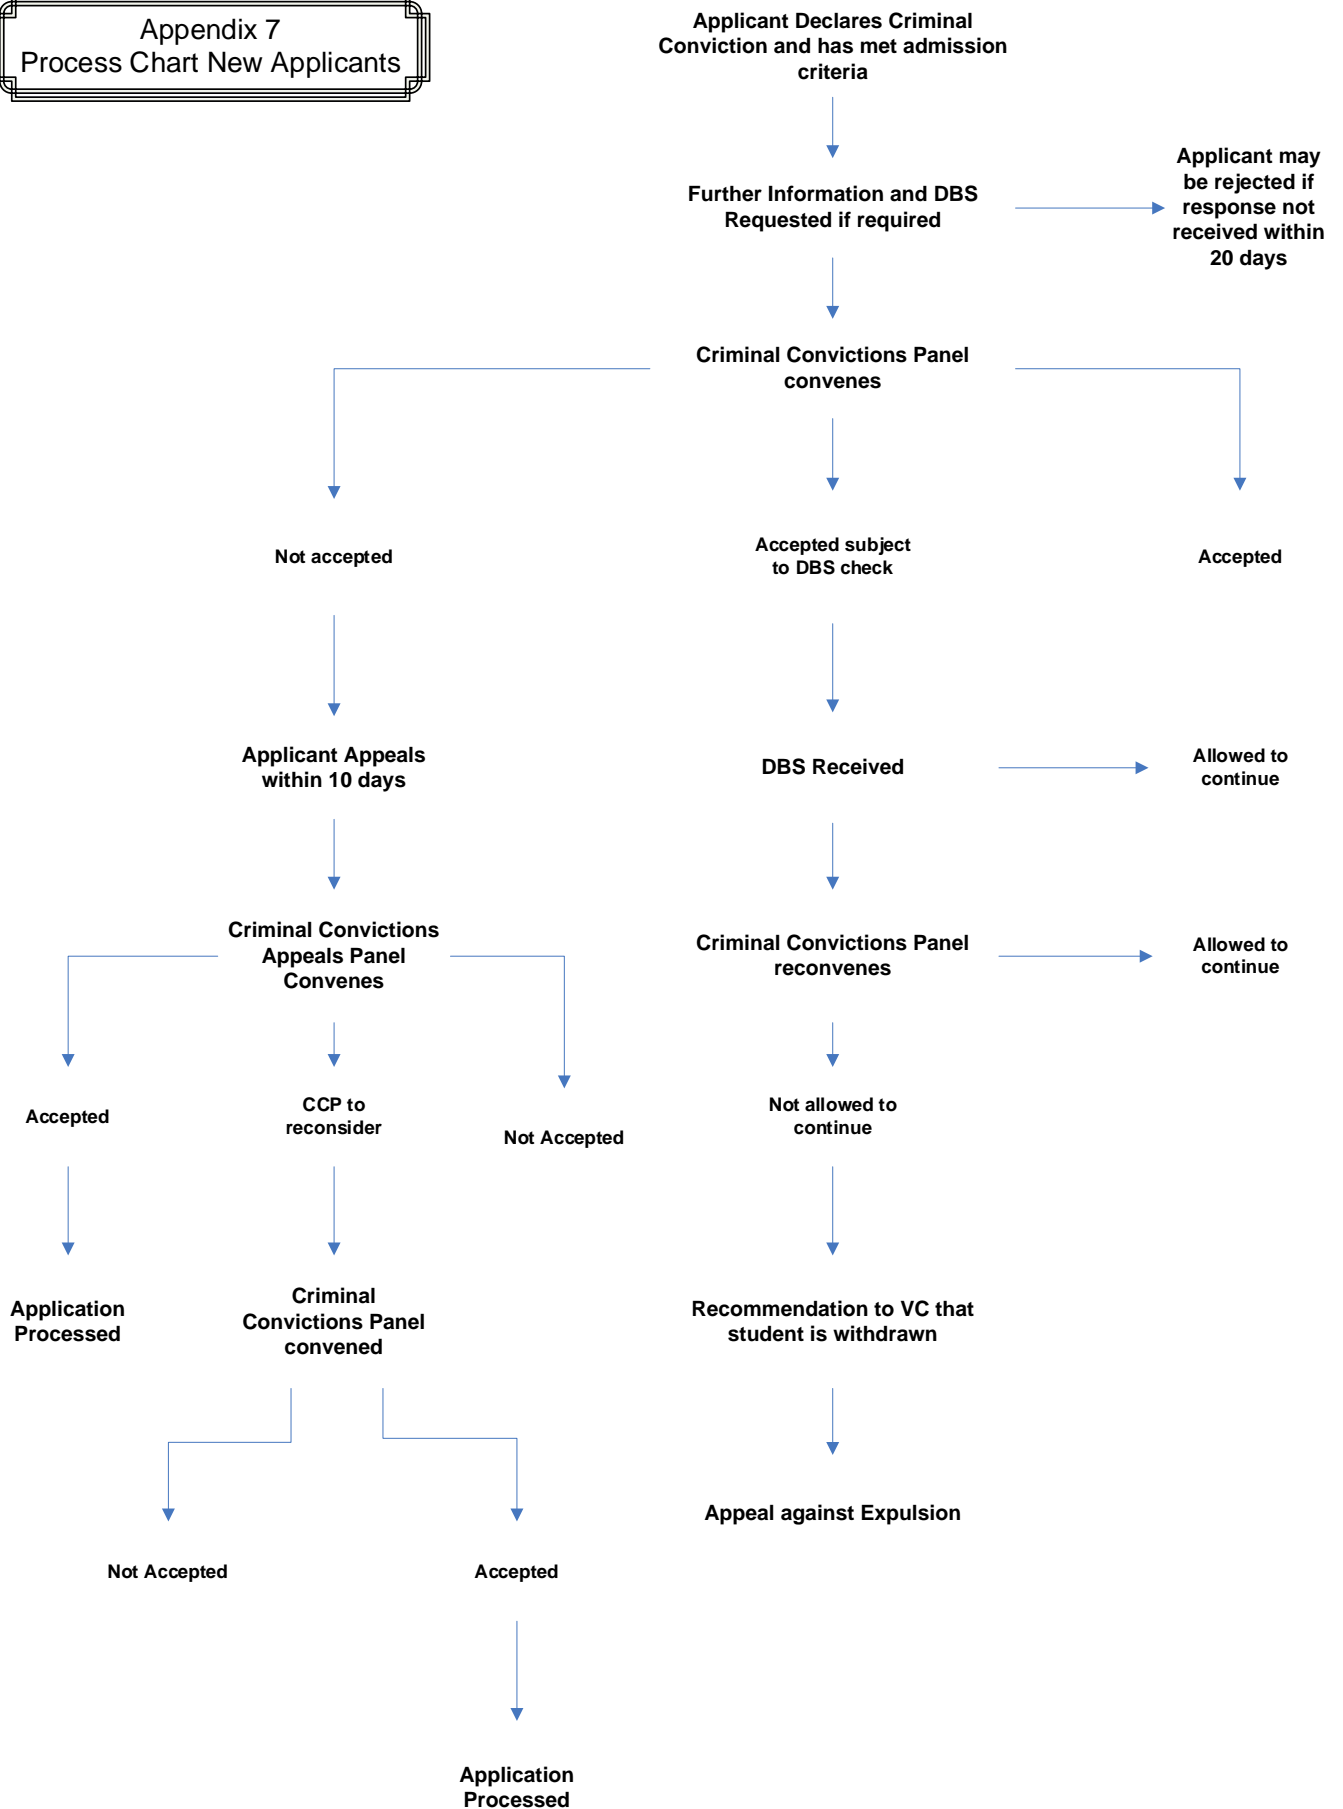 Appendix 7
Process Chart New Applicants
Applicant Declares Criminal
Conviction and has met admission
criteria
Further Information and DBS
Requested if required
Applicant may
be rejected if
response not
received within
20 days
Criminal Convictions Panel
convenes
Not accepted
Accepted subject
to DBS check
Accepted
Applicant Appeals
within 10 days
DBS Received
Allowed to
continue
Criminal Convictions
Appeals Panel
Convenes
Criminal Convictions Panel
reconvenes
Allowed to
continue
Accepted
CCP to
reconsider
Not Accepted
Not allowed to
continue
Application
Processed
Criminal
Convictions Panel
convened
Recommendation to VC that
student is withdrawn
Appeal against Expulsion
Not Accepted
Accepted
Application
Processed